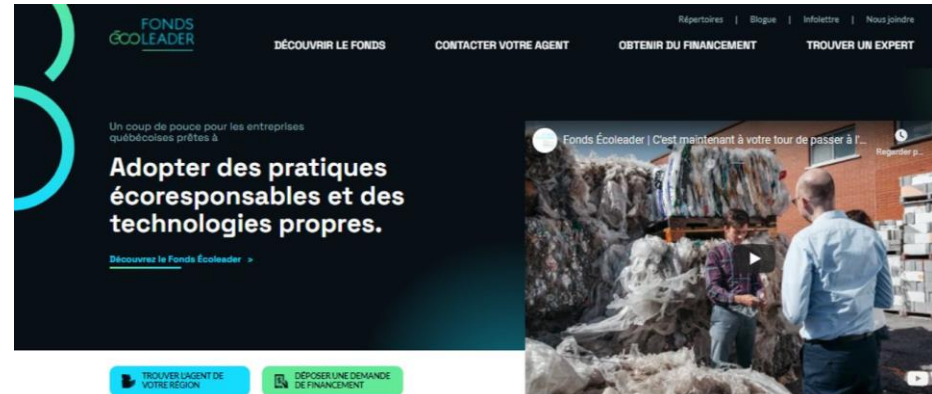 FONDS
écoLEADER
Répertoires | Blogue | Infolettre | Nous joindre
DÉCOUVRIR LE FONDS CONTACTER VOTRE AGENT OBTENIR DU FINANCEMENT TROUVER UN EXPERT
Un coup de pouce pour les entreprises
québécoises prêtes à
Adopter des pratiques
écoresponsables et des
technologies propres.
Découvrez le Fonds Écoleader »
Fonds Écoleader | C'est maintenant à votre tour de passer à l'...
Regarder p...
TROUVER L'AGENT DE
VOTRE RÉGION
DÉPOSER UNE DEMANDE
DE FINANCEMENT